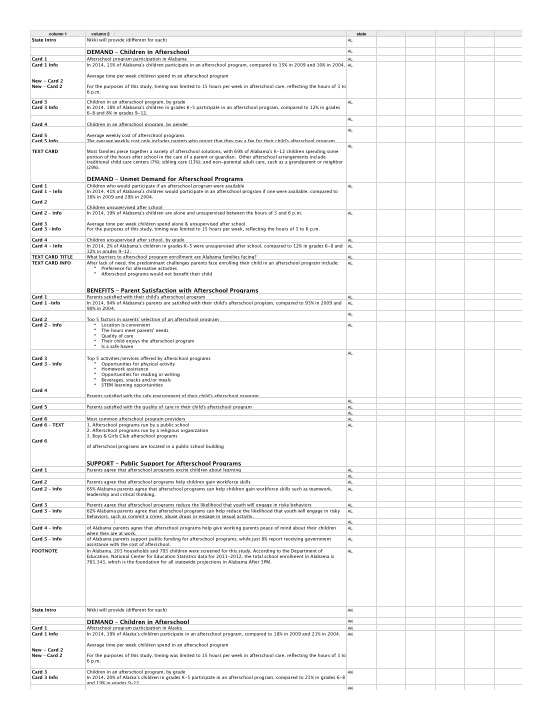 column 1 column 2 state
State Intro Nikki will provide (different for each) AL
DEMAND – Children in Afterschool AL
Card 1 Afterschool program participation in Alabama AL
Card 1 Info In 2014, 13% of Alabama's children participate in an afterschool program, compared to 15% in 2009 and 10% in 2004. AL
Average time per week children spend in an afterschool program
New – Card 2
New – Card 2 For the purposes of this study, timing was limited to 15 hours per week in afterschool care, reflecting the hours of 3 to AL
6 p.m.
Card 3 Children in an afterschool program, by grade AL
Card 3 Info In 2014, 18% of Alabama's children in grades K-5 participate in an afterschool program, compared to 12% in grades AL
6-8 and 8% in grades 9-12.
AL
Card 4 Children in an afterschool program, by gender
AL
Card 5 Average weekly cost of afterschool programs
Card 5 Info The average weekly cost only includes parents who report that they pay a fee for their child's afterschool program. AL
TEXT CARD Most families piece together a variety of afterschool solutions, with 69% of Alabama's K-12 children spending some AL
portion of the hours after school in the care of a parent or guardian. Other afterschool arrangements include
traditional child care centers (7%); sibling care (13%); and non-parental adult care, such as a grandparent or neighbor
(29%).
DEMAND – Unmet Demand for Afterschool Programs
Card 1 Children who would participate if an afterschool program were available AL
Card 1 – Info In 2014, 41% of Alabama's children would participate in an afterschool program if one were available, compared to AL
38% in 2009 and 28% in 2004.
Card 2 Children unsupervised after school
Card 2 – Info In 2014, 19% of Alabama's children are alone and unsupervised between the hours of 3 and 6 p.m. AL
Card 3 Average time per week children spend alone & unsupervised after school
Card 3 –Info For the purposes of this study, timing was limited to 15 hours per week, reflecting the hours of 3 to 6 p.m. AL
Card 4 Children unsupervised after school, by grade AL
Card 4 – Info In 2014, 2% of Alabama's children in grades K-5 were unsupervised after school, compared to 12% in grades 6-8 and AL
12% in grades 9-12.
TEXT CARD TITLE What barriers to afterschool program enrollment are Alabama families facing? AL
TEXT CARD INFO After lack of need, the predominant challenges parents face enrolling their child in an afterschool program include: AL
* Preference for alternative activities
* Afterschool programs would not benefit their child
BENEFITS – Parent Satisfaction with Afterschool Programs
Card 1 Parents satisfied with their child's afterschool program AL
Card 1 –Info In 2014, 94% of Alabama's parents are satisfied with their child's afterschool program, compared to 93% in 2009 and AL
90% in 2004.
AL
Card 2 Top 5 factors in parents' selection of an afterschool program
Card 2 – Info * Location is convenient AL
* The hours meet parents' needs
* Quality of care
* Their child enjoys the afterschool program
* Is a safe haven
AL
Card 3 Top 5 activities/services offered by afterschool programs
Card 3 – Info * Opportunities for physical activity
* Homework assistance
* Opportunities for reading or writing
* Beverages, snacks and/or meals
* STEM learning opportunities
Card 4
Parents satisfied with the safe environment of their child's afterschool program
AL
Card 5 Parents satisfied with the quality of care in their child's afterschool program AL
AL
Card 6 Most common afterschool program providers AL
Card 6 – TEXT 1. Afterschool programs run by a public school AL
2. Afterschool programs run by a religious organization
3. Boys & Girls Club afterschool programs
Card 6
of afterschool programs are located in a public school building
SUPPORT – Public Support for Afterschool Programs
Card 1 Parents agree that afterschool programs excite children about learning AL
AL
Card 2 Parents agree that afterschool programs help children gain workforce skills AL
Card 2 – Info 65% Alabama parents agree that afterschool programs can help children gain workforce skills such as teamwork, AL
leadership and critical thinking.
Card 3 Parents agree that afterschool programs reduce the likelihood that youth will engage in risky behaviors AL
Card 3 – Info 62% Alabama parents agree that afterschool programs can help reduce the likelihood that youth will engage in risky AL
behaviors, such as commit a crime, abuse drugs or engage in sexual activity.
AL
Card 4 – Info of Alabama parents agree that afterschool programs help give working parents peace of mind about their children AL
when they are at work.
Card 5 – Info of Alabama parents support public funding for afterschool programs, while just 8% report receiving government AL
assistance with the cost of afterschool.
FOOTNOTE In Alabama, 203 households and 793 children were screened for this study. According to the Department of AL
Education, National Center for Education Statistics data for 2011-2012, the total school enrollment in Alabama is
783,343, which is the foundation for all statewide projections in Alabama After 3PM.
State Intro Nikki will provide (different for each) AK
DEMAND – Children in Afterschool AK
Card 1 Afterschool program participation in Alaska AK
Card 1 Info In 2014, 19% of Alaska's children participate in an afterschool program, compared to 18% in 2009 and 22% in 2004. AK
Average time per week children spend in an afterschool program
New – Card 2
New – Card 2 For the purposes of this study, timing was limited to 15 hours per week in afterschool care, reflecting the hours of 3 to AK
6 p.m.
Card 3 Children in an afterschool program, by grade AK
Card 3 Info In 2014, 20% of Alaska's children in grades K-5 participate in an afterschool program, compared to 21% in grades 6-8 AK
and 19% in grades 9-12.
AK